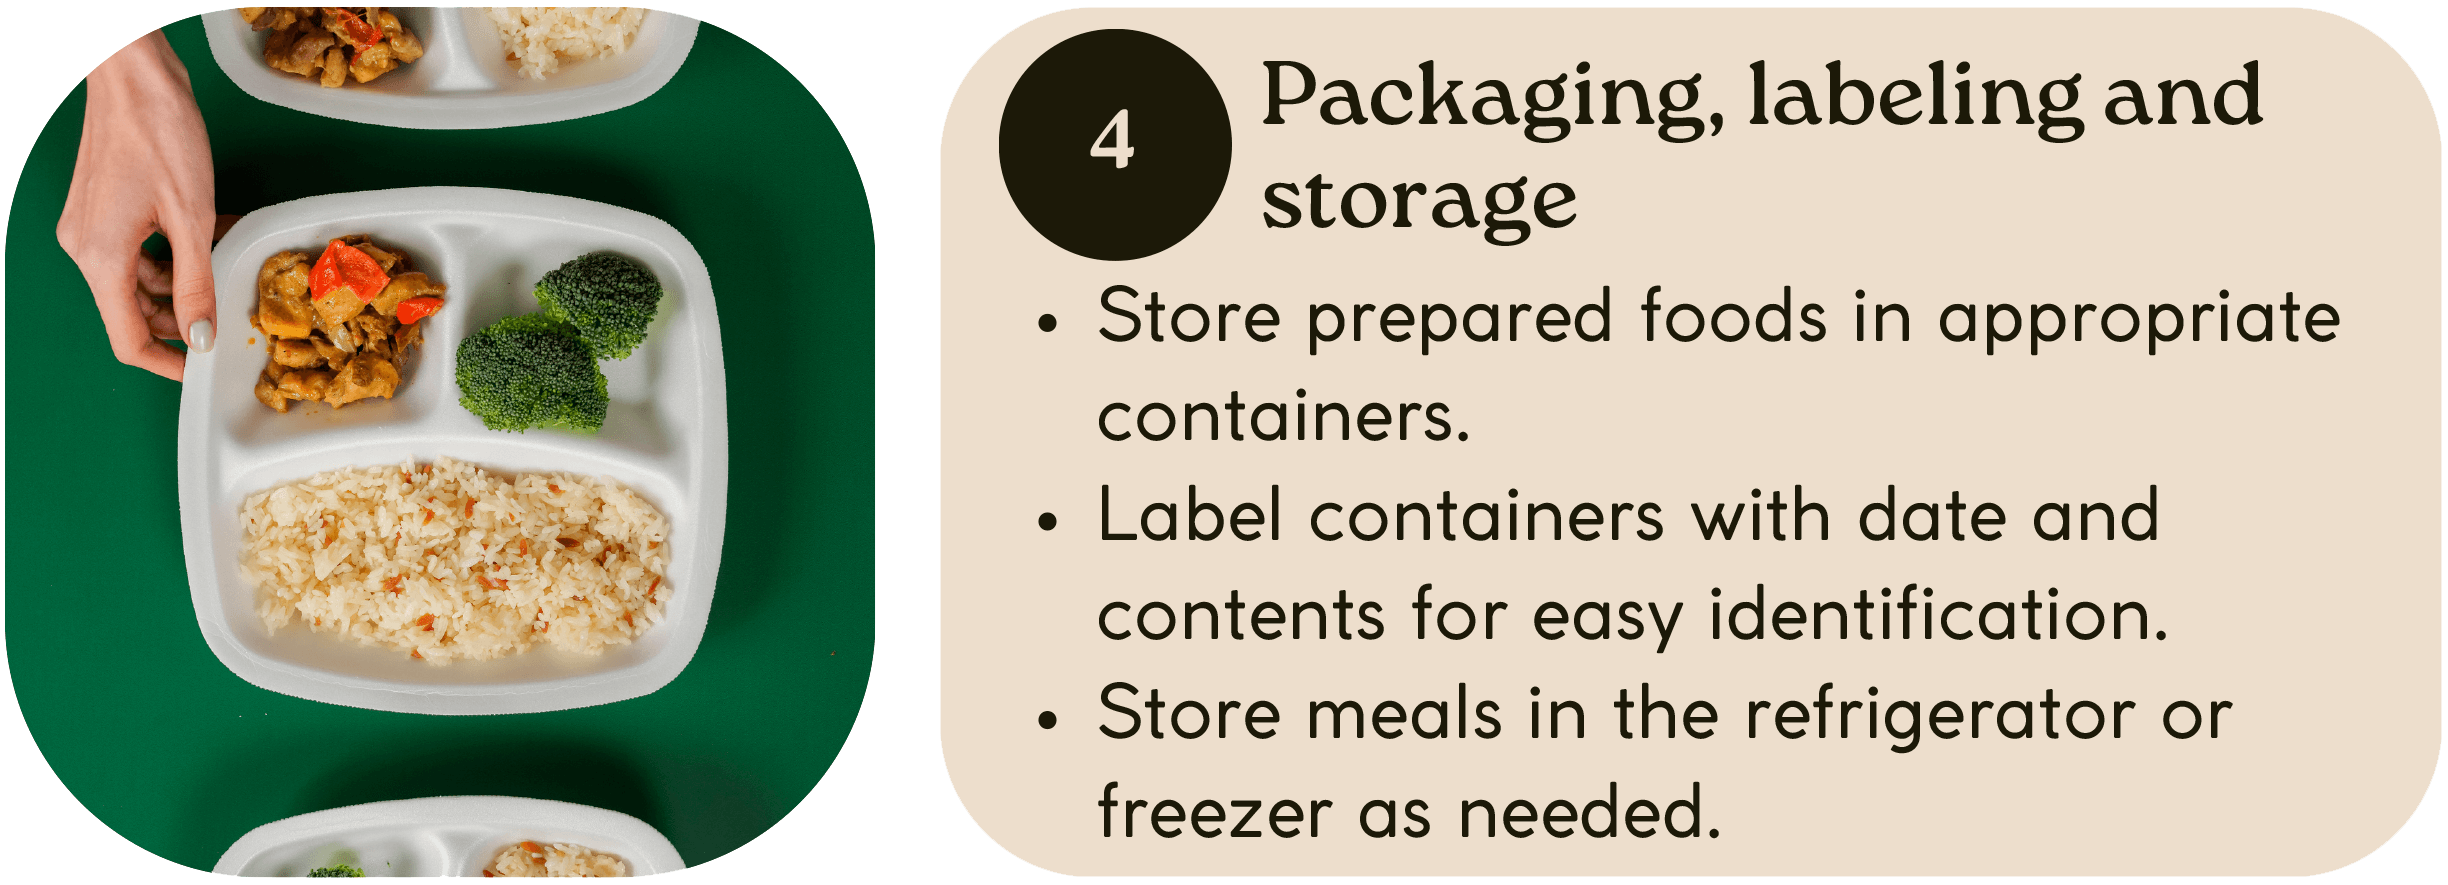 4
Packaging, labeling and
storage
• Store prepared foods in appropriate
containers.
• Label containers with date and
contents for easy identification.
• Store meals in the refrigerator or
freezer as needed.